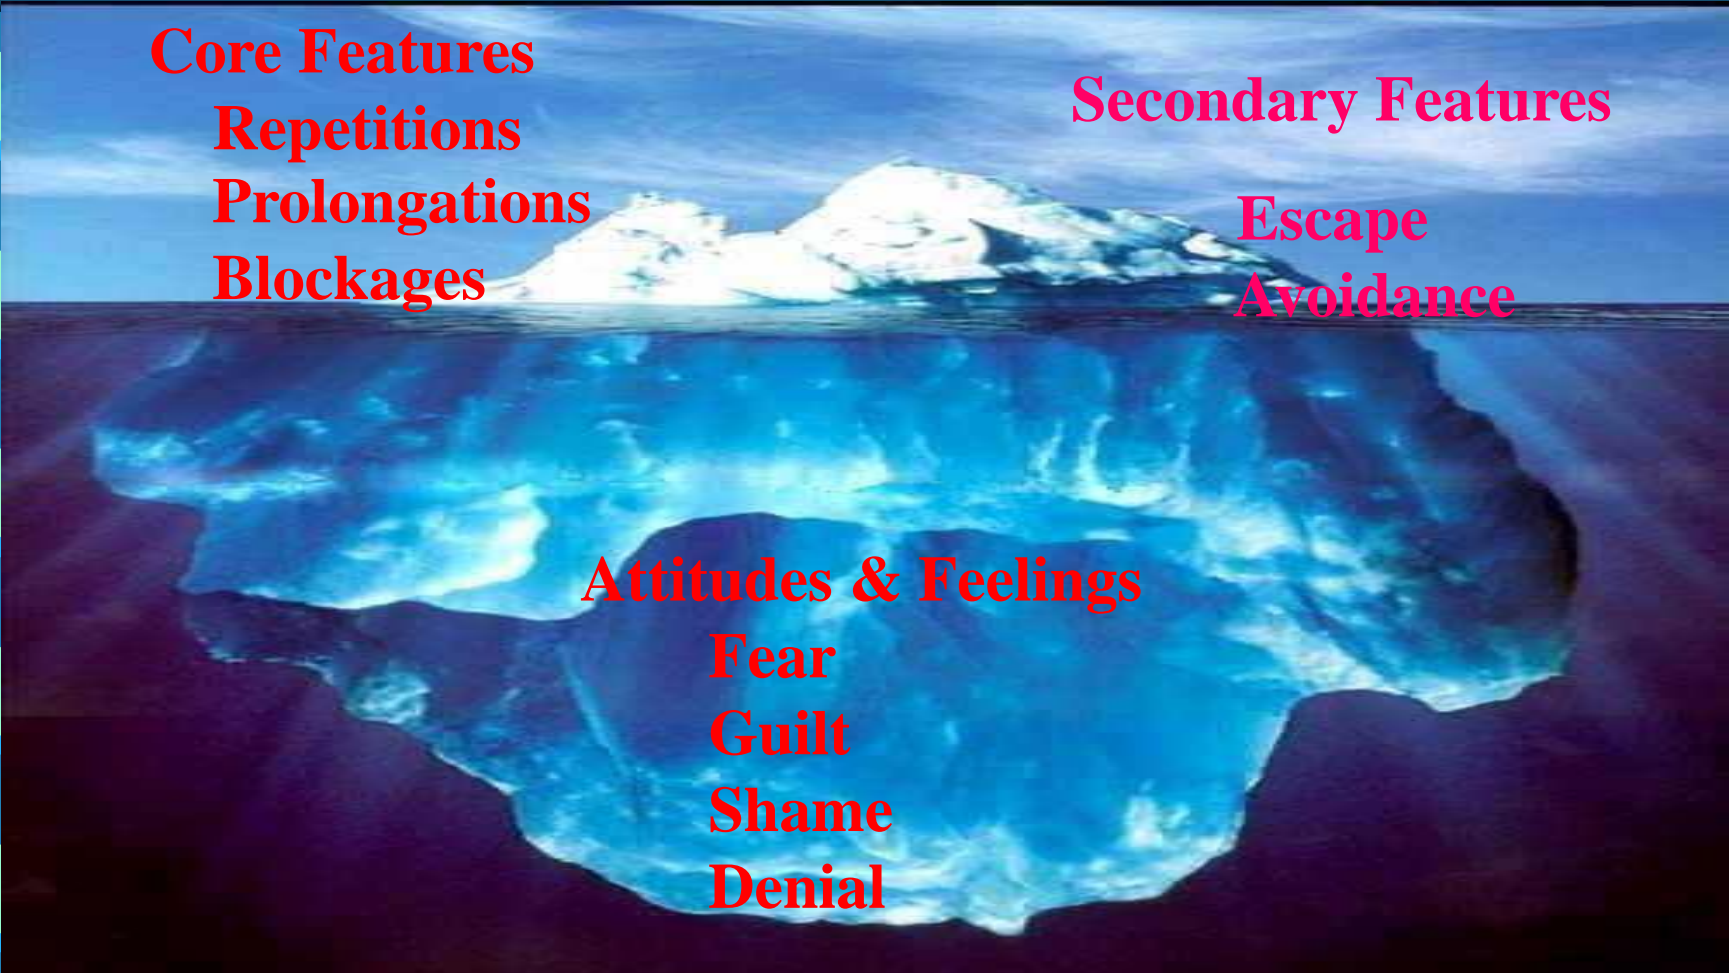 Core Features
Repetitions
Prolongations
Blockages
Secondary Features
Escape
Avoidance
Attitudes & Feelings
Fear
Guilt
Shame
Denial